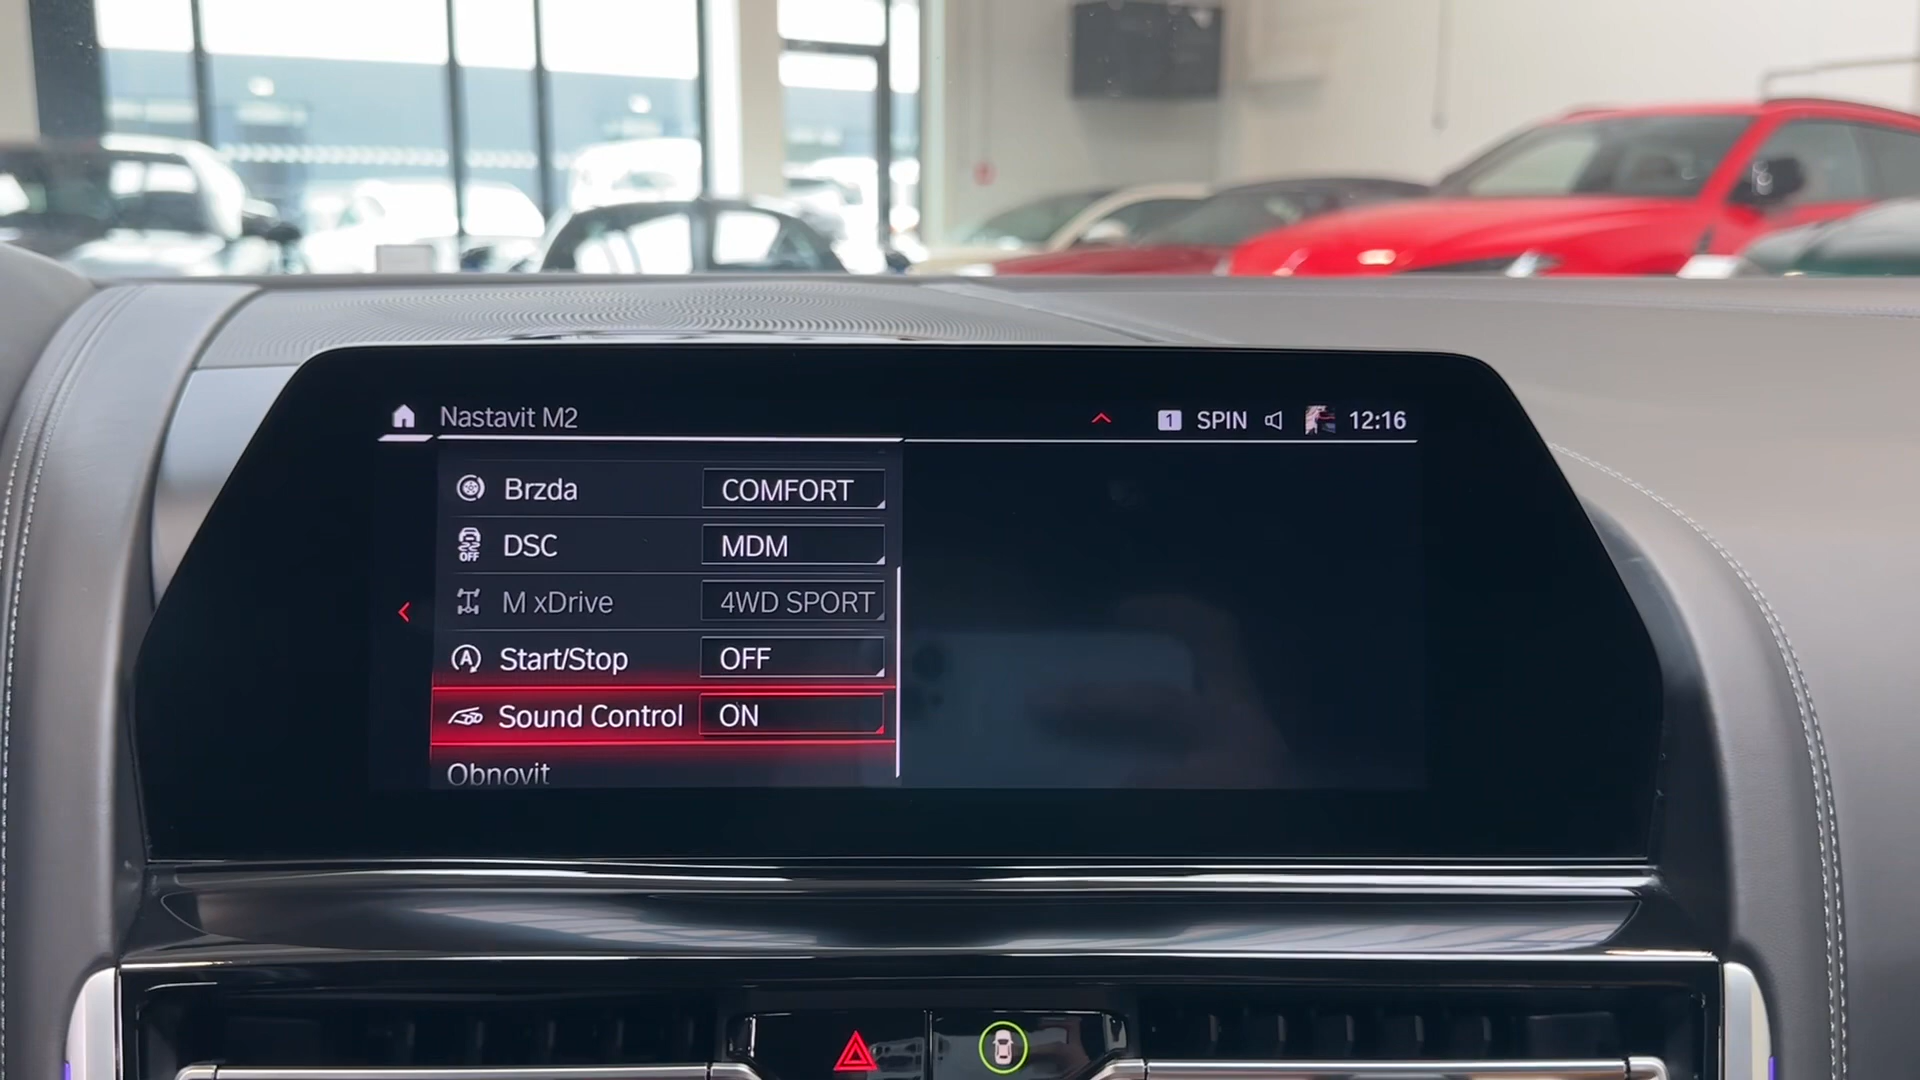 Nastavit M2
1 SPIN 12:16
Brzda COMFORT
OFF DSC MDM
M xDrive 4WD SPORT
A Start/Stop OFF
Sound Control ON
Obnovit